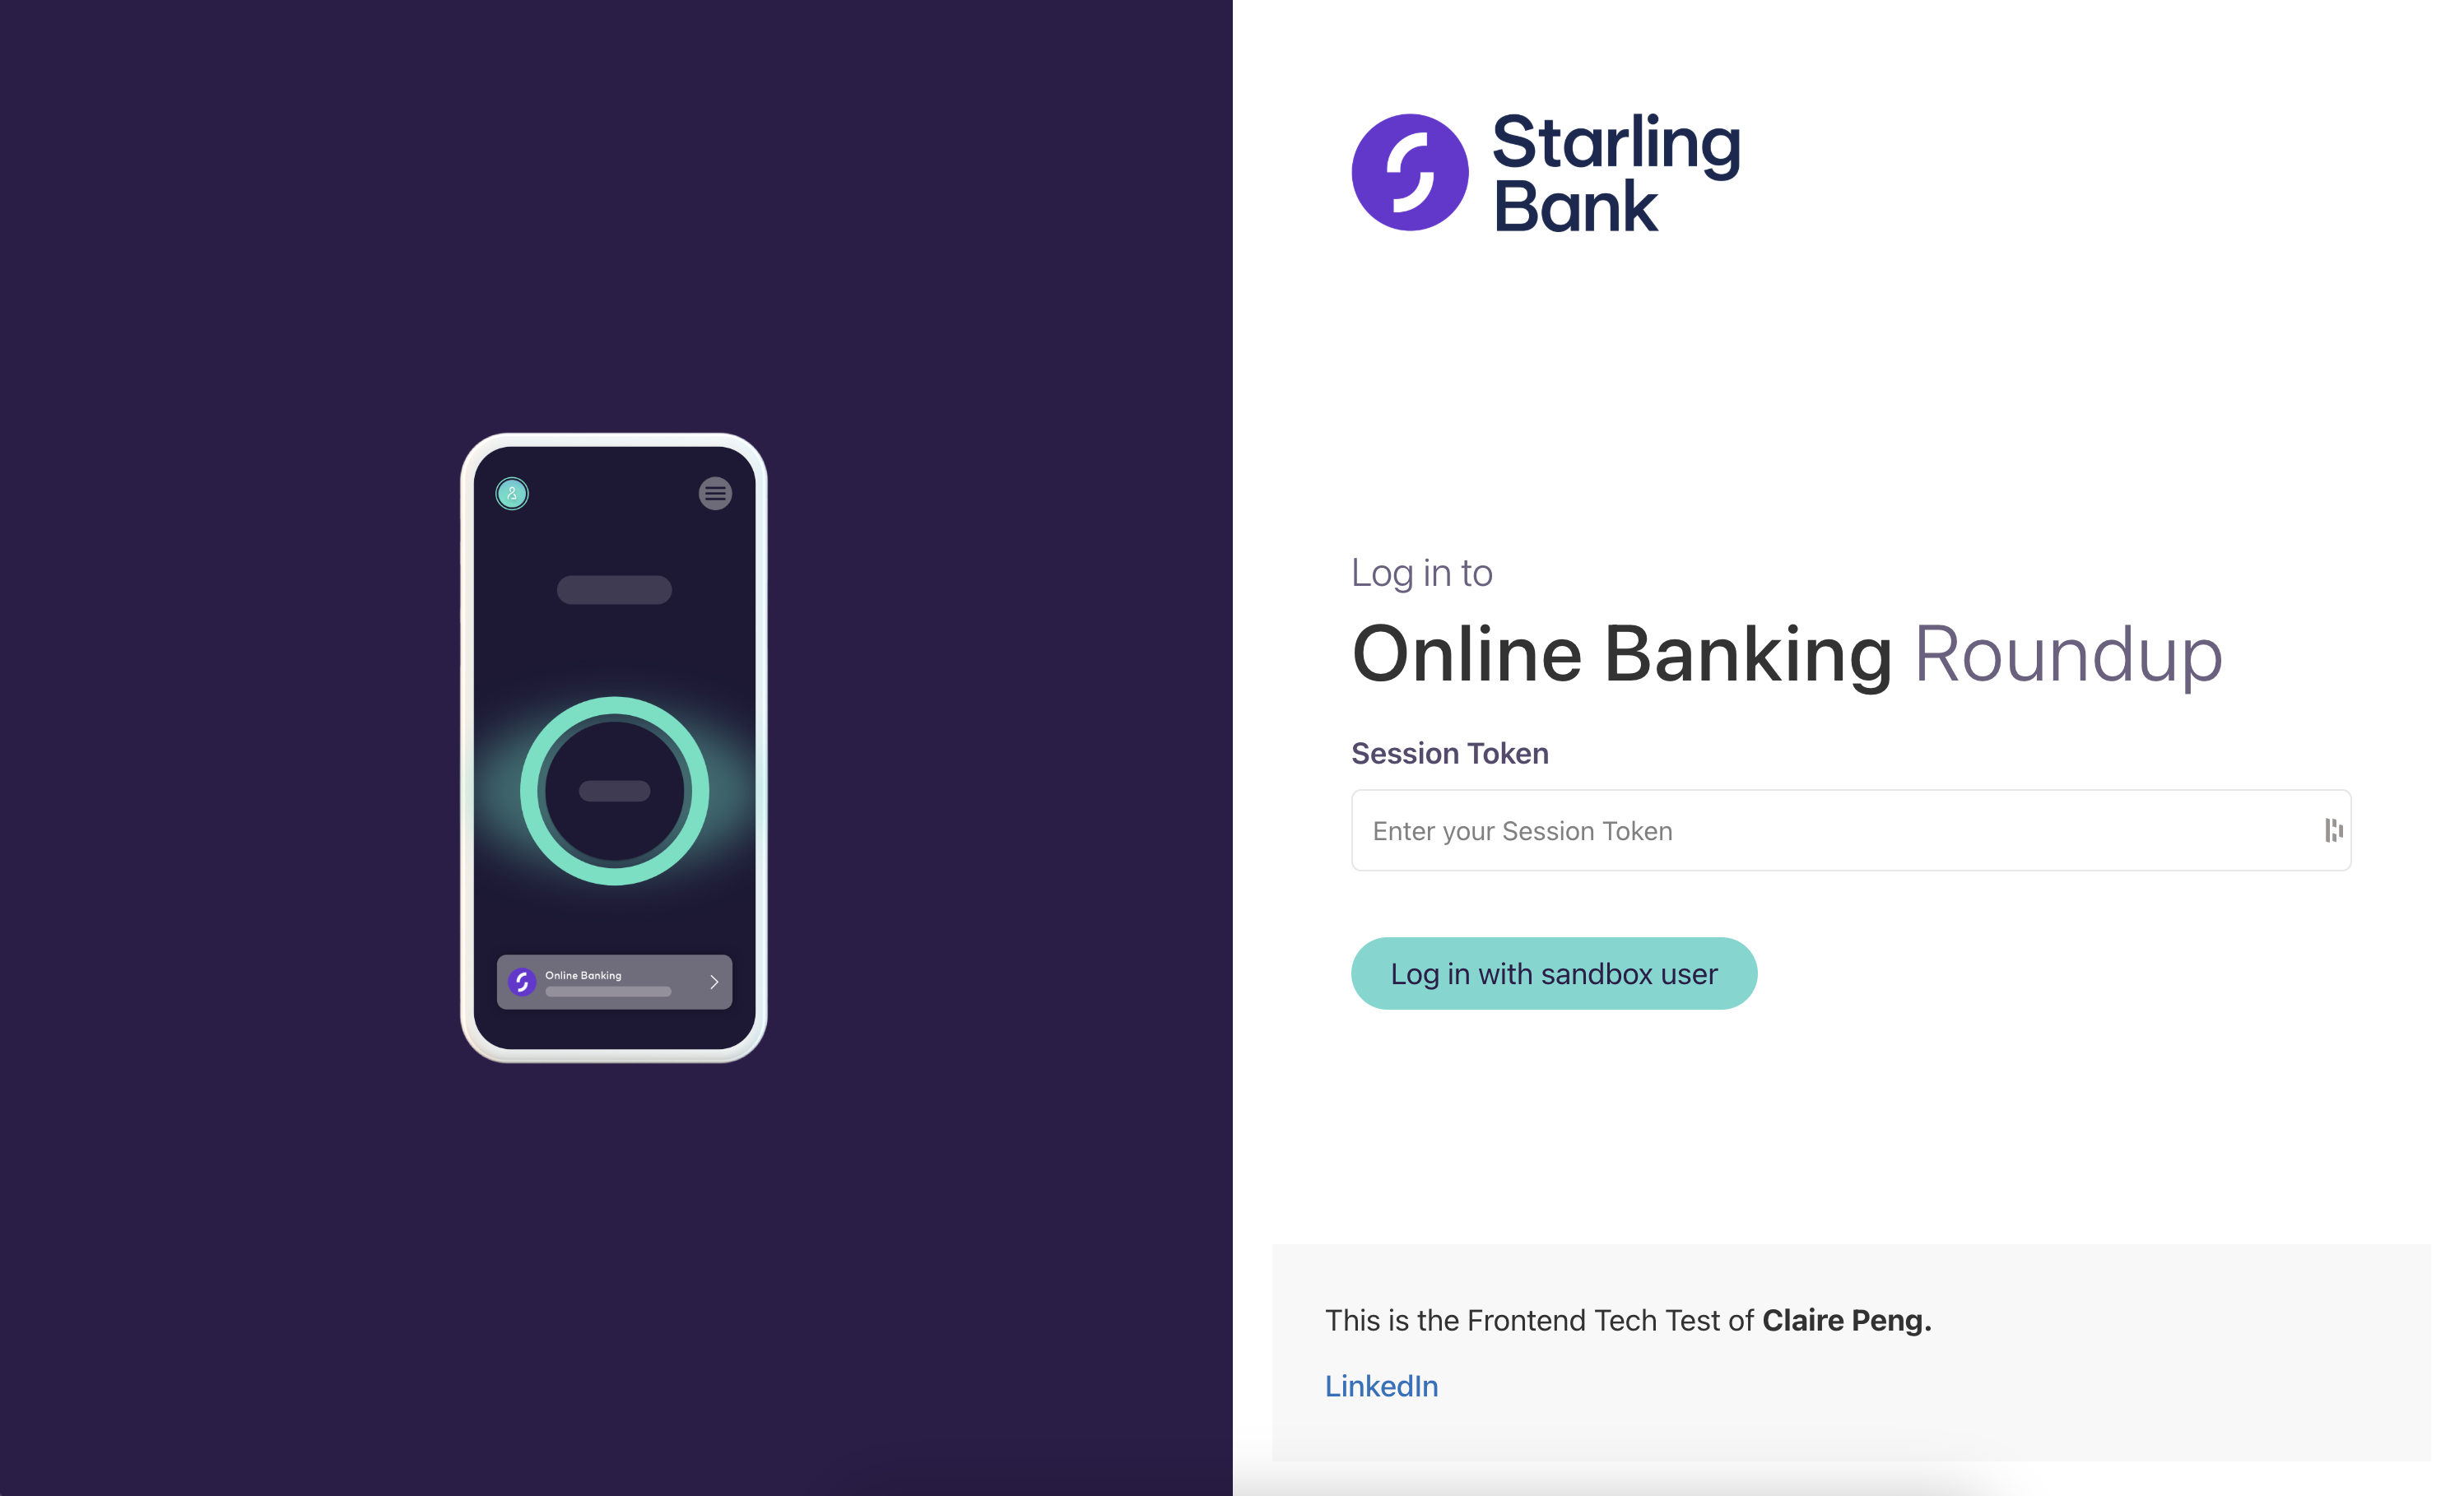 Starling
Bank
Log in to
Online Banking Roundup
Session Token
Enter your Session Token
Log in with sandbox user
Online Banking
This is the Frontend Tech Test of Claire Peng.
LinkedIn